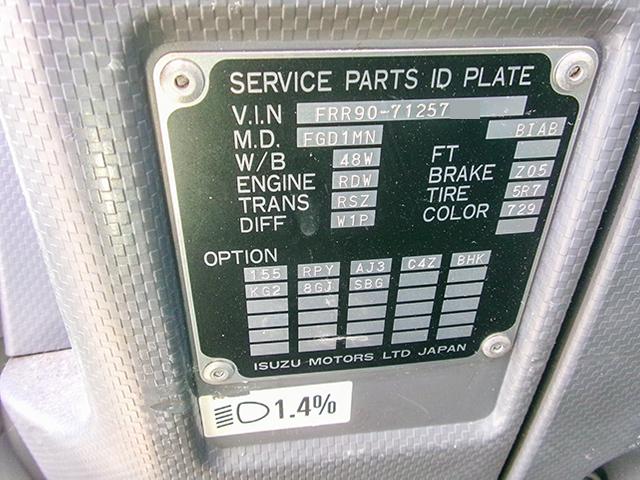 SERVICE PARTS ID PLATE
V.I.N FRR90-71257
M.D. FGD1MN BIAB
W/B 48W FT
ENGINE RDW BRAKE Z05
TRANS RSZ TIRE 5R7
DIFF W1P COLOR 729
OPTION
155 RPY AJ3 C4Z BHK
KG2 8GJ SBG
ISUZU MOTORS LTD JAPAN
1.4%